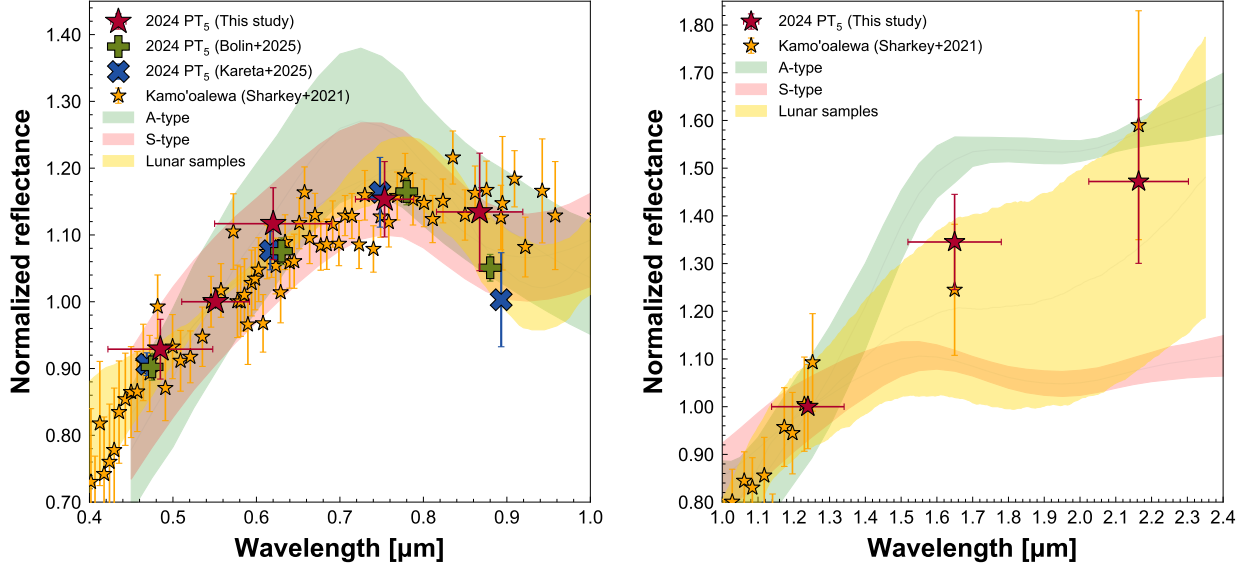 2024 PT5 (This study)
2024 PT5 (Bolin+2025)
2024 PT5 (Kareta+2025)
Kamo'oalewa (Sharkey+2021)
A-type
S-type
Lunar samples
1.40
1.30
1.20
1.10
1.00
0.90
0.80
0.70
Normalized reflectance
0.4 0.5 0.6 0.7 0.8 0.9 1.0
Wavelength [µm]
2024 PT5 (This study)
Kamo'oalewa (Sharkey+2021)
A-type
S-type
Lunar samples
1.80
1.70
1.60
1.50
1.40
1.30
1.20
1.10
1.00
0.90
0.80
Normalized reflectance
1.0 1.1 1.2 1.3 1.4 1.5 1.6 1.7 1.8 1.9 2.0 2.1 2.2 2.3 2.4
Wavelength [µm]